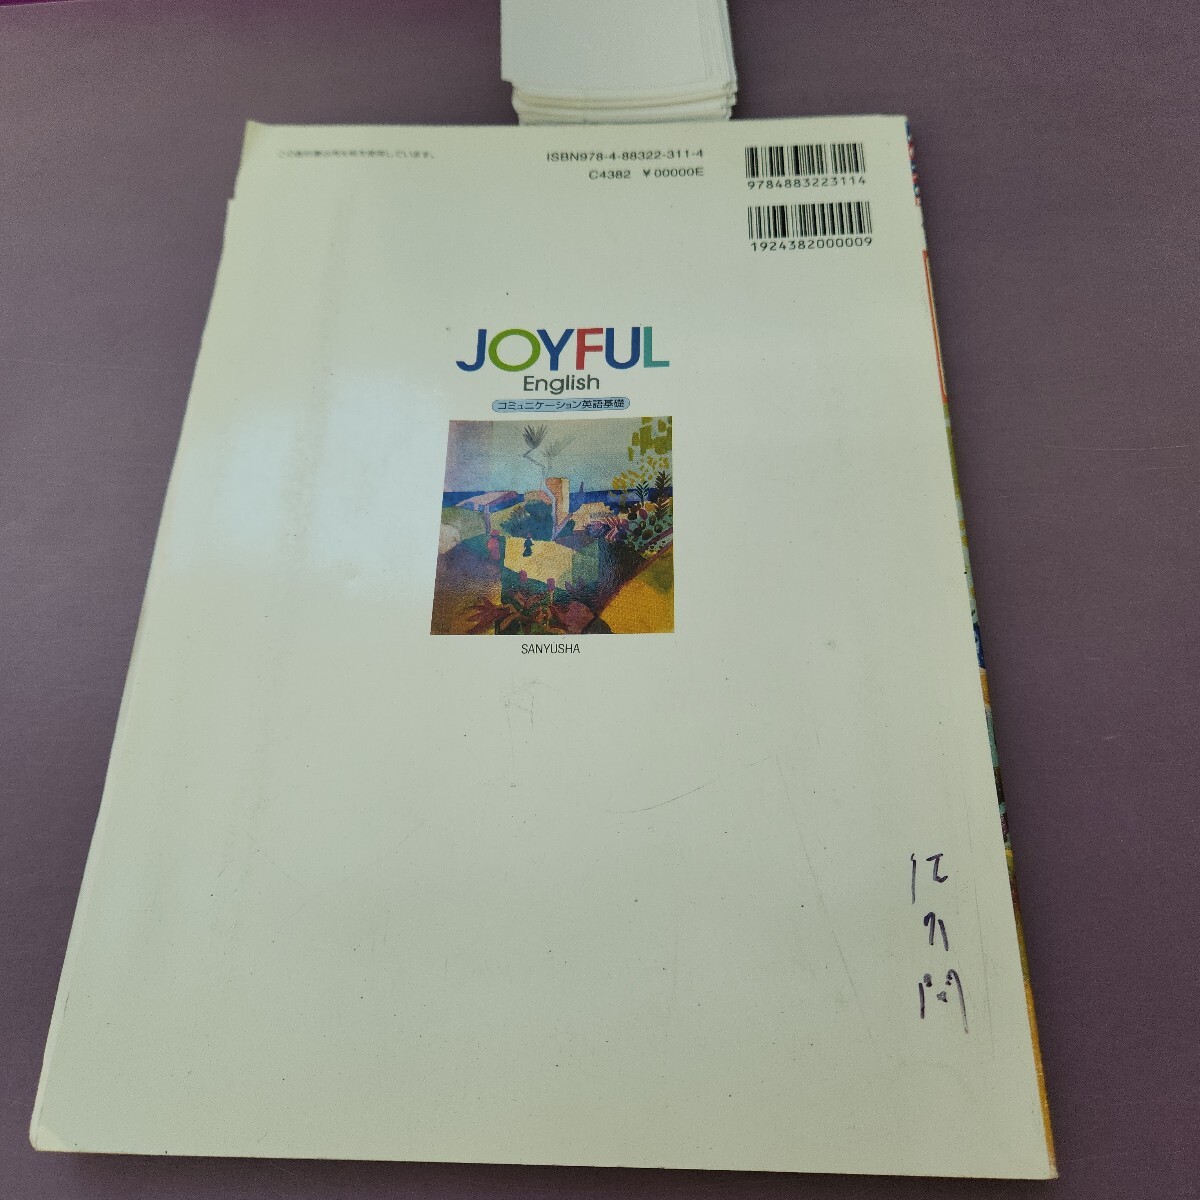 ISBN978-4-88322-311-4
C4382 ￥00000E
9784883223114
1924382000009
JOYFUL
English
コミュニケーション英語基礎
SANYUSHA